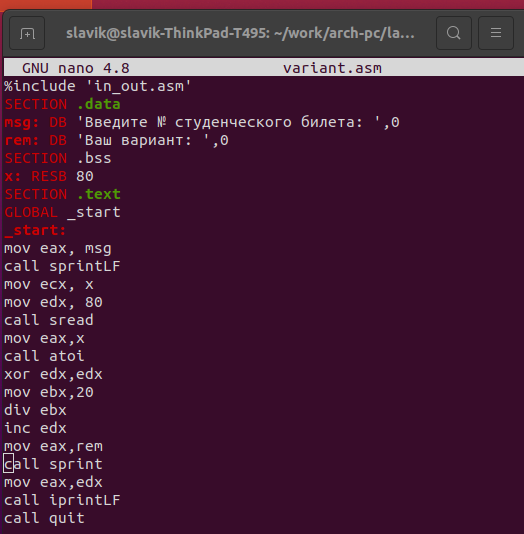 slavik@slavik-ThinkPad-T495: ~/work/arch-pc/la...
GNU nano 4.8 variant.asm
%include 'in_out.asm'
SECTION .data
msg: DB 'Введите № студенческого билета: ',0
rem: DB 'Ваш вариант: ',0
SECTION .bss
x: RESB 80
SECTION .text
GLOBAL _start
_start:
mov eax, msg
call sprintLF
mov ecx, x
mov edx, 80
call sread
mov eax,x
call atoi
xor edx,edx
mov ebx,20
div ebx
inc edx
mov eax,rem
call sprint
mov eax,edx
call iprintLF
call quit